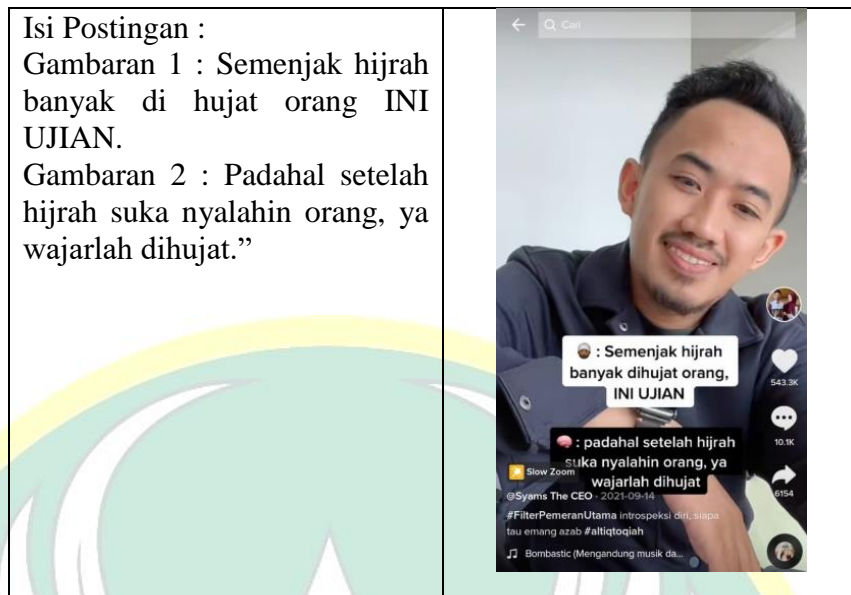 Isi Postingan :
Gambaran 1 : Semenjak hijrah
banyak di hujat orang INI
UJIAN.
Gambaran 2 : Padahal setelah
hijrah suka nyalahin orang, ya
wajarlah dihujat.”
Cari
: Semenjak hijrah
banyak dihujat orang,
INI UJIAN
543.3K
10.1K
: padahal setelah hijrah
suka nyalahin orang, ya
wajarlah dihujat
Slow Zoom
6154
@Syams The CEO · 2021-09-14
#FilterPemeranUtama introspeksi diri, siapa
tau emang azab #altiqtoqiah
Bombastic (Mengandung musik da...